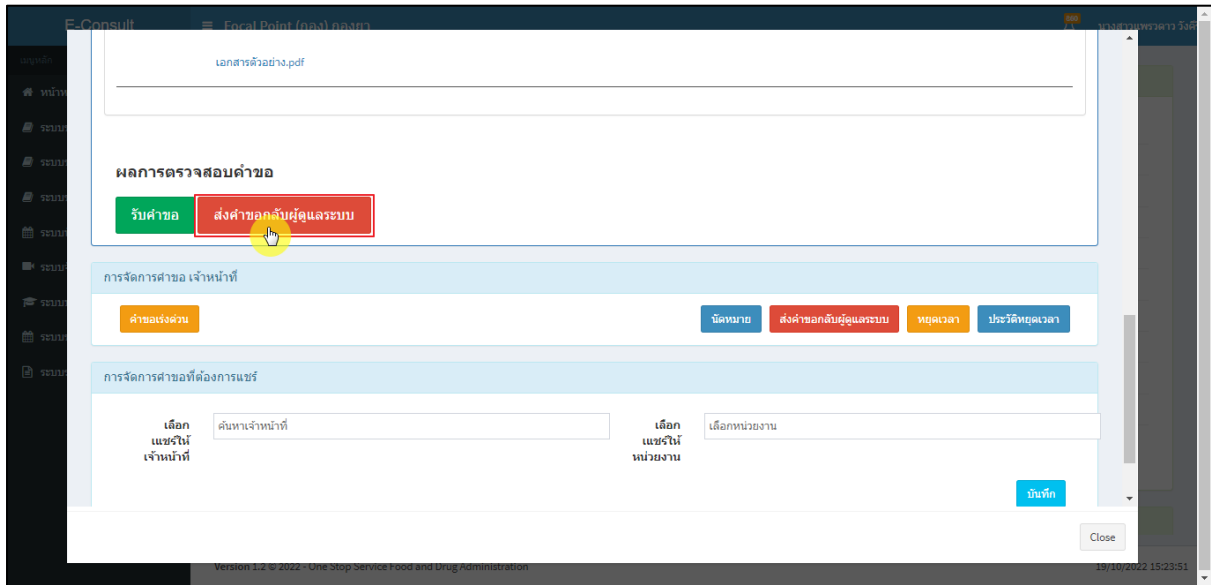 E-Consult
Focal Point (กอง) กองยา
เมนูหลัก
เอกสารตัวอย่าง.pdf
ผลการตรวจสอบคำขอ
รับคำขอ ส่งคำขอกลับผู้ดูแลระบบ
การจัดการคำขอ เจ้าหน้าที่
คำขอเร่งด่วน นัดหมาย ส่งคำขอกลับผู้ดูแลระบบ หยุดเวลา ประวัติหยุดเวลา
การจัดการคำขอที่ต้องการแชร์
เลือก
แชร์ให้
เจ้าหน้าที่
ค้นหาเจ้าหน้าที่
เลือก
แชร์ให้
หน่วยงาน
เลือกหน่วยงาน
บันทึก
Close
Version 1.2 © 2022 - One Stop Service Food and Drug Administration 19/10/2022 15:23:51